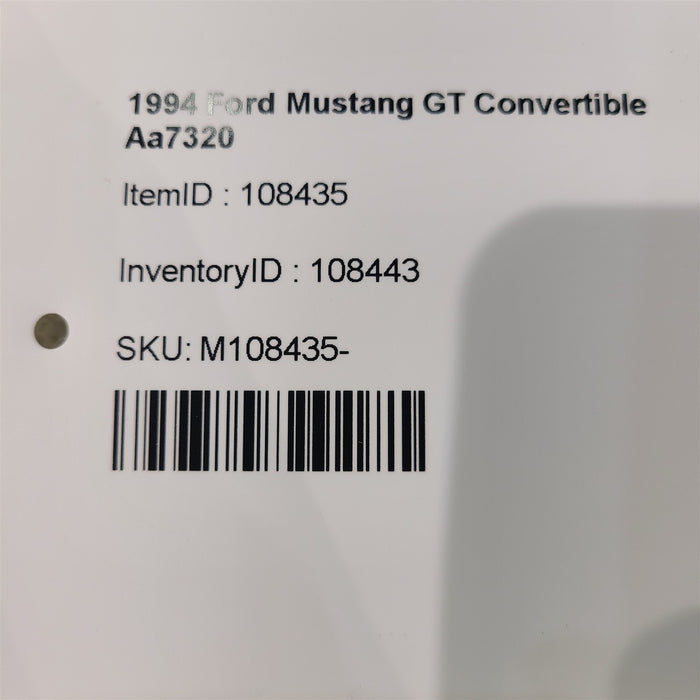 1994 Ford Mustang GT Convertible
Aa7320
ItemID : 108435
InventoryID : 108443
SKU: M108435-